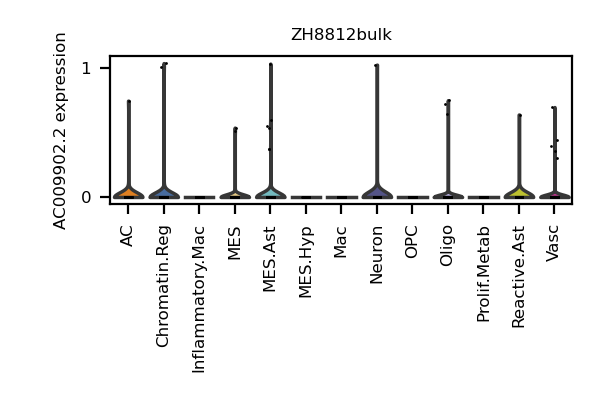 ZH8812bulk
AC009902.2 expression
1
0
AC
Chromatin.Reg
Inflammatory.Mac
MES
MES.Ast
MES.Hyp
Mac
Neuron
OPC
Oligo
Prolif.Metab
Reactive.Ast
Vasc